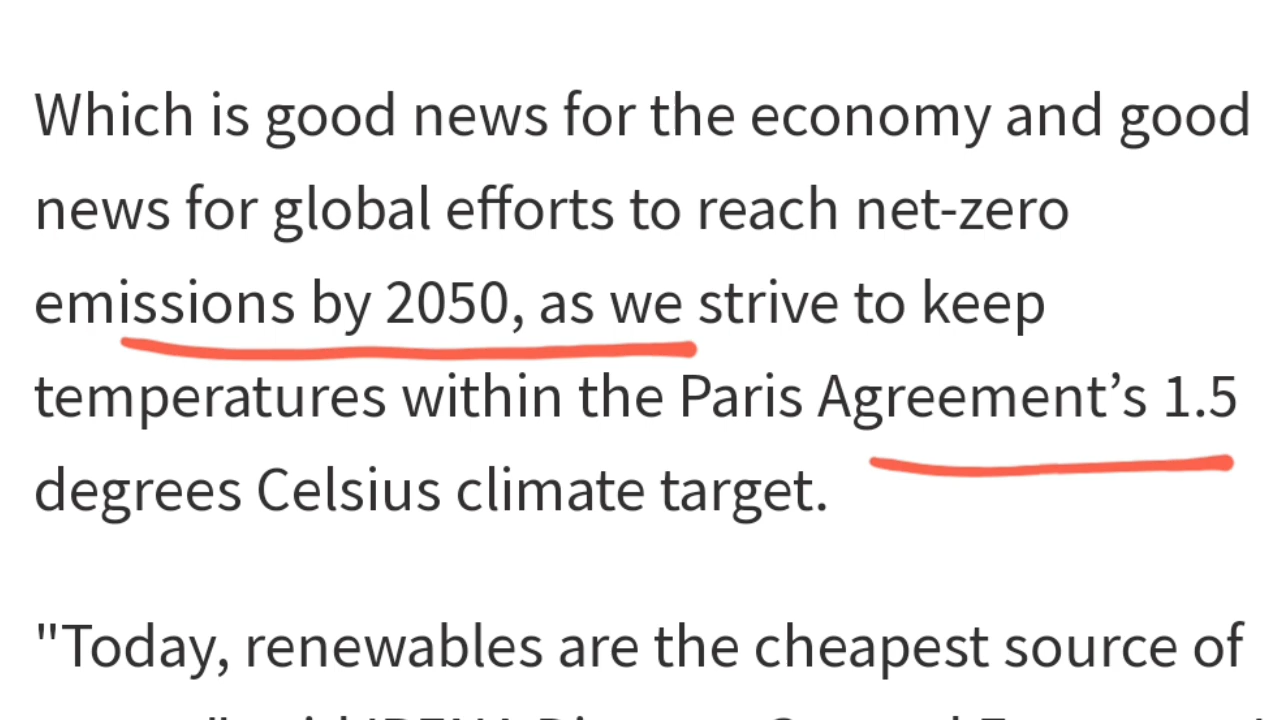 Which is good news for the economy and good
news for global efforts to reach net-zero
emissions by 2050, as we strive to keep
temperatures within the Paris Agreement’s 1.5
degrees Celsius climate target.
"Today, renewables are the cheapest source of